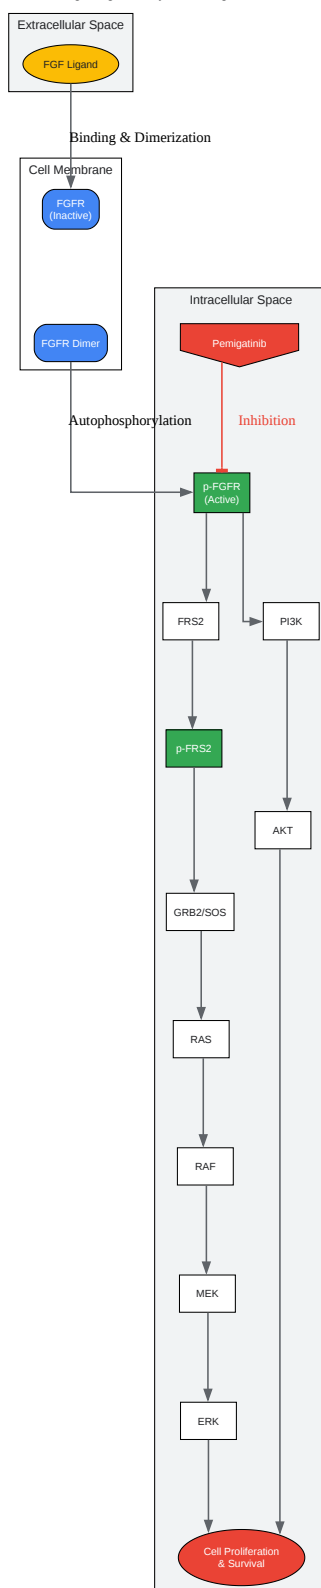 Extracellular Space
FGF Ligand
Binding & Dimerization
Cell Membrane
FGFR
(Inactive)
FGFR Dimer
Intracellular Space
Pemigatinib
Autophosphorylation
Inhibition
p-FGFR
(Active)
FRS2
PI3K
p-FRS2
AKT
GRB2/SOS
RAS
RAF
MEK
ERK
Cell Proliferation
& Survival